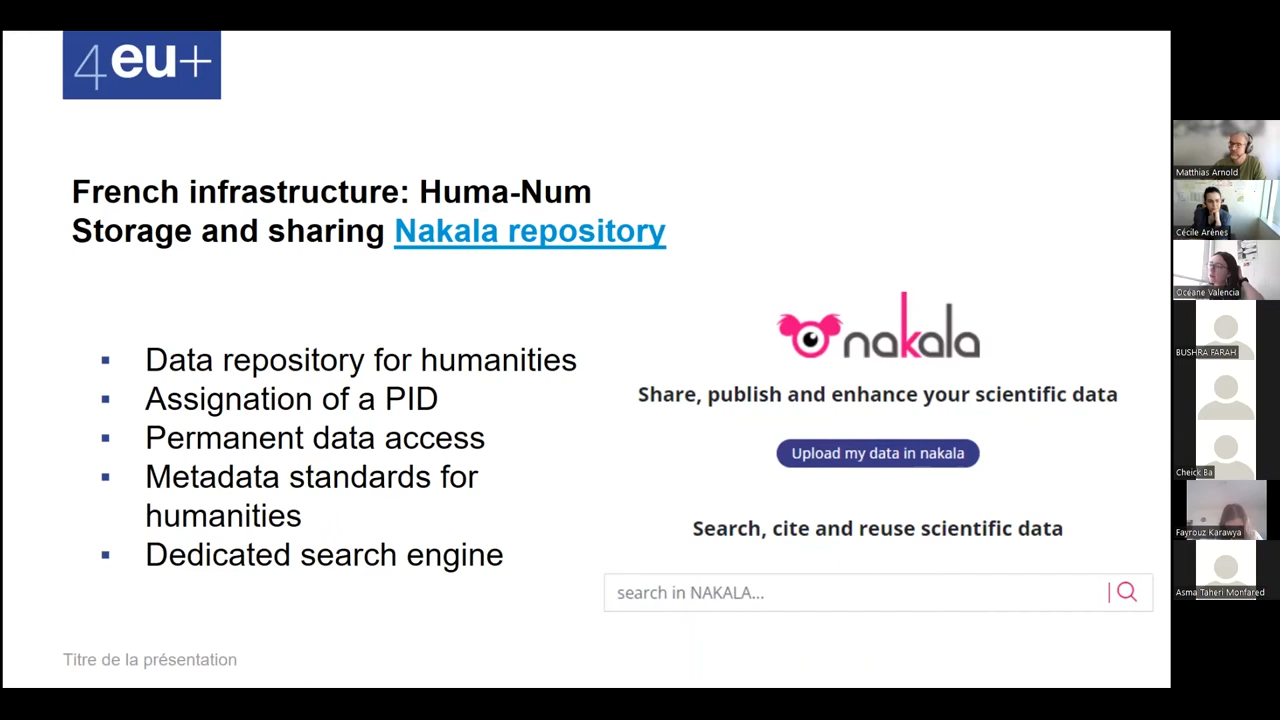 4eu+
French infrastructure: Huma-Num
Storage and sharing Nakala repository
▪ Data repository for humanities
▪ Assignation of a PID
▪ Permanent data access
▪ Metadata standards for
humanities
▪ Dedicated search engine
nakala
Share, publish and enhance your scientific data
Upload my data in nakala
Search, cite and reuse scientific data
search in NAKALA...
Titre de la présentation
Matthias Arnold
Cécile Arènes
Océane Valencia
BUSHRA FARAH
Cheick Ba
Fayrouz Karawya
Asma Taheri Monfared